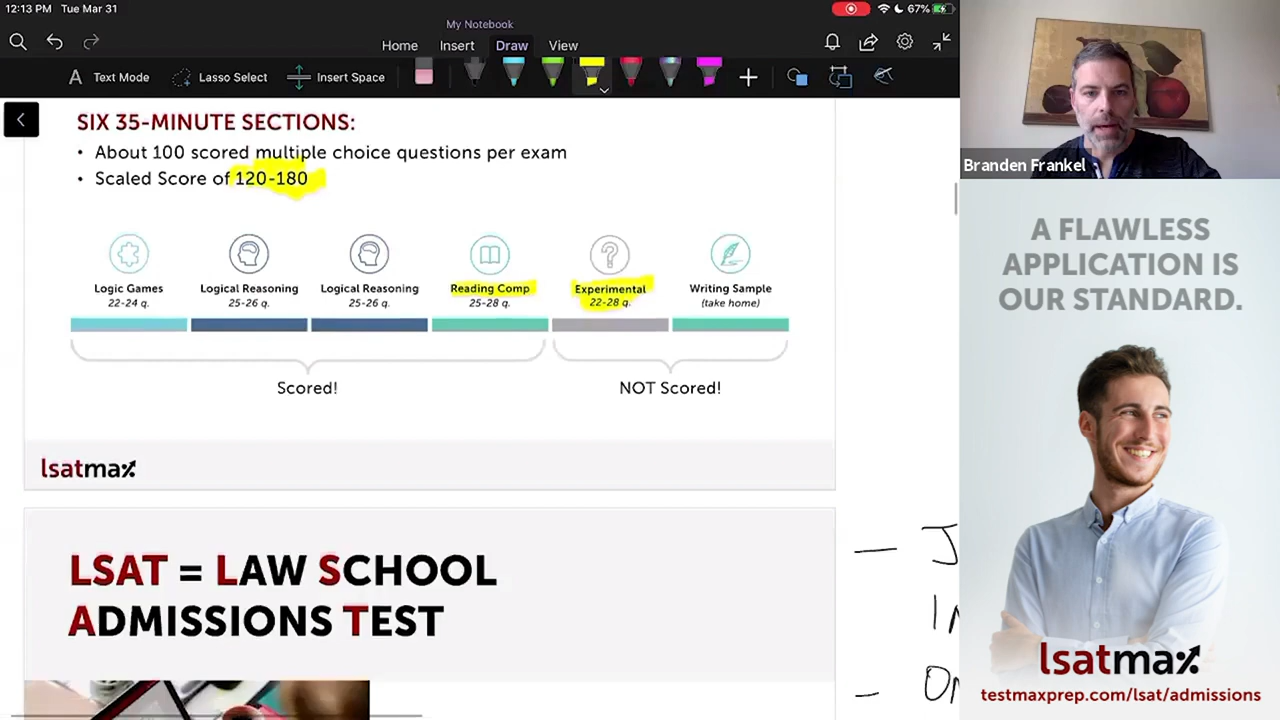 12:13 PM Tue Mar 31
67%
My Notebook
Home Insert Draw View
Text Mode Lasso Select Insert Space
SIX 35-MINUTE SECTIONS:
• About 100 scored multiple choice questions per exam
• Scaled Score of 120-180
Logic Games
22-24 q.
Logical Reasoning
25-26 q.
Logical Reasoning
25-26 q.
Reading Comp
25-28 q.
Experimental
22-28 q.
Writing Sample
(take home)
Scored!
NOT Scored!
lsatmax
LSAT = LAW SCHOOL
ADMISSIONS TEST
Branden Frankel
A FLAWLESS
APPLICATION IS
OUR STANDARD.
lsatmax
testmaxprep.com/lsat/admissions